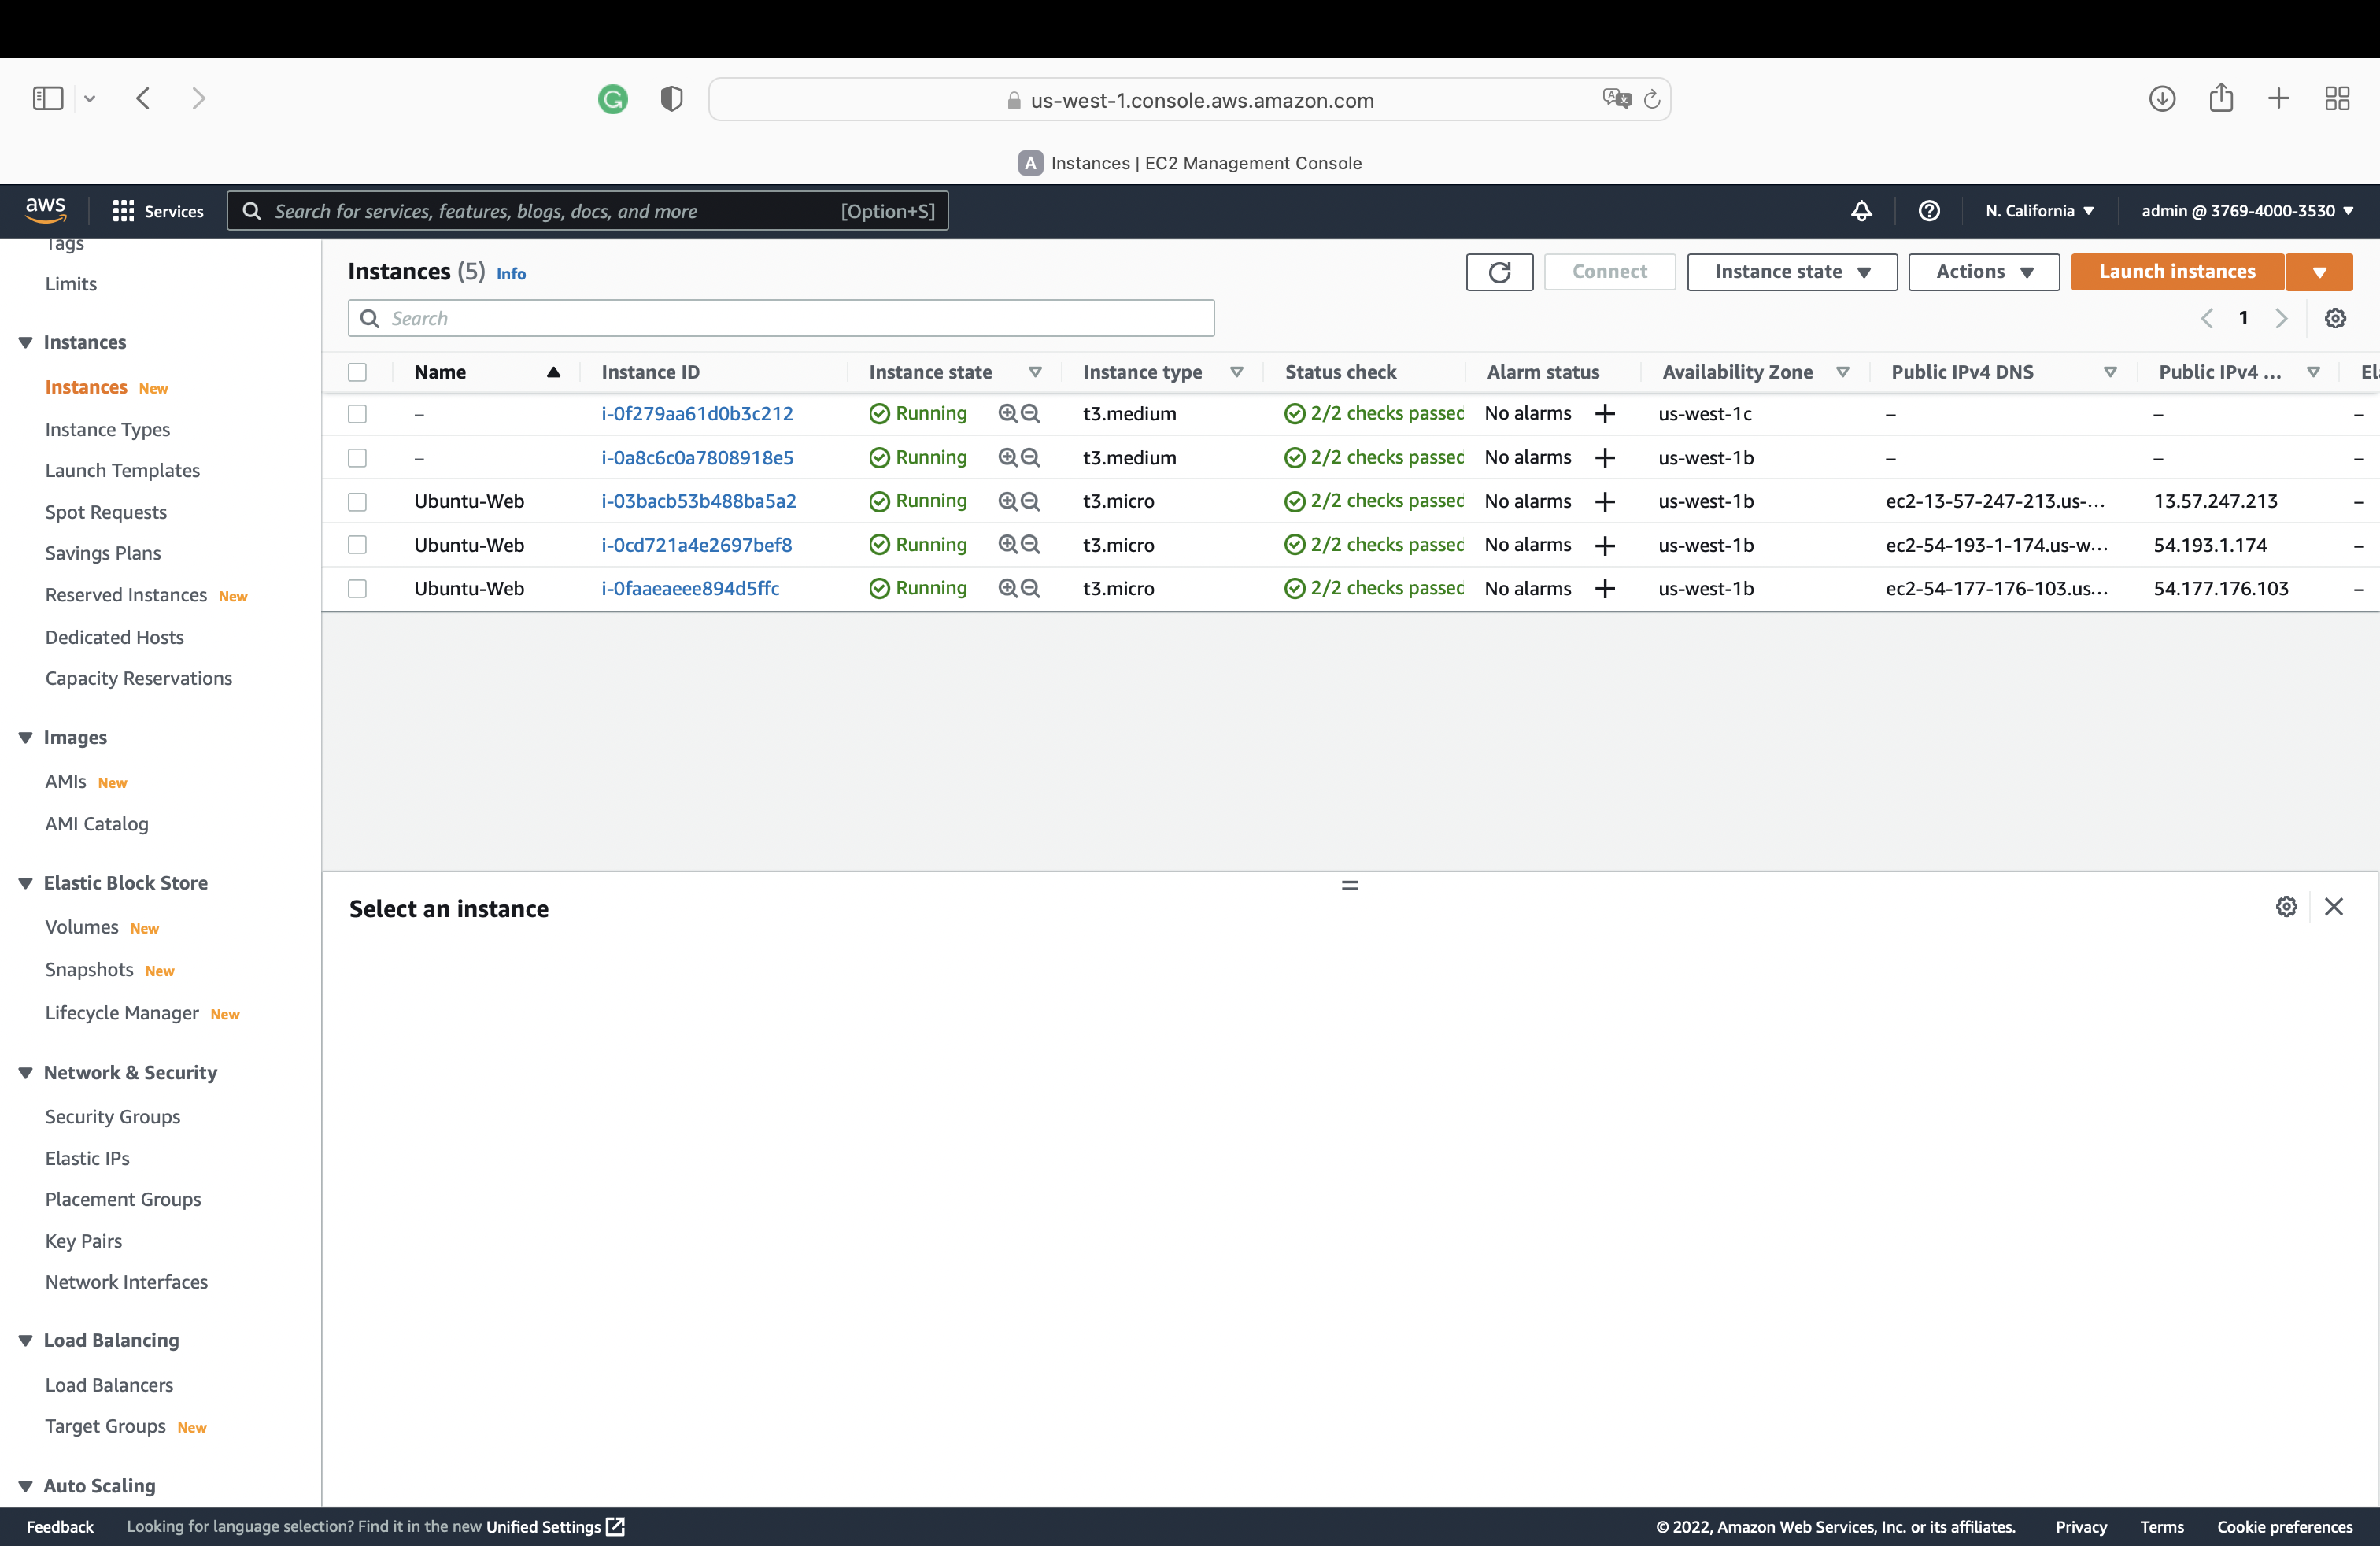 us-west-1.console.aws.amazon.com
A Instances | EC2 Management Console
aws Services Search for services, features, blogs, docs, and more [Option+S] N. California admin @ 3769-4000-3530
Tags
Limits
Instances
Instances New
Instance Types
Launch Templates
Spot Requests
Savings Plans
Reserved Instances New
Dedicated Hosts
Capacity Reservations
Images
AMIs New
AMI Catalog
Elastic Block Store
Volumes New
Snapshots New
Lifecycle Manager New
Network & Security
Security Groups
Elastic IPs
Placement Groups
Key Pairs
Network Interfaces
Load Balancing
Load Balancers
Target Groups New
Auto Scaling
Instances (5) Info Connect Instance state Actions Launch instances
Search 1
Name Instance ID Instance state Instance type Status check Alarm status Availability Zone Public IPv4 DNS Public IPv4 ... El
– i-0f279aa61d0b3c212 Running t3.medium 2/2 checks passed No alarms + us-west-1c – – –
– i-0a8c6c0a7808918e5 Running t3.medium 2/2 checks passed No alarms + us-west-1b – – –
Ubuntu-Web i-03bacb53b488ba5a2 Running t3.micro 2/2 checks passed No alarms + us-west-1b ec2-13-57-247-213.us-... 13.57.247.213 –
Ubuntu-Web i-0cd721a4e2697bef8 Running t3.micro 2/2 checks passed No alarms + us-west-1b ec2-54-193-1-174.us-w... 54.193.1.174 –
Ubuntu-Web i-0faaeaeee894d5ffc Running t3.micro 2/2 checks passed No alarms + us-west-1b ec2-54-177-176-103.us... 54.177.176.103 –
Select an instance
Feedback Looking for language selection? Find it in the new Unified Settings © 2022, Amazon Web Services, Inc. or its affiliates. Privacy Terms Cookie preferences